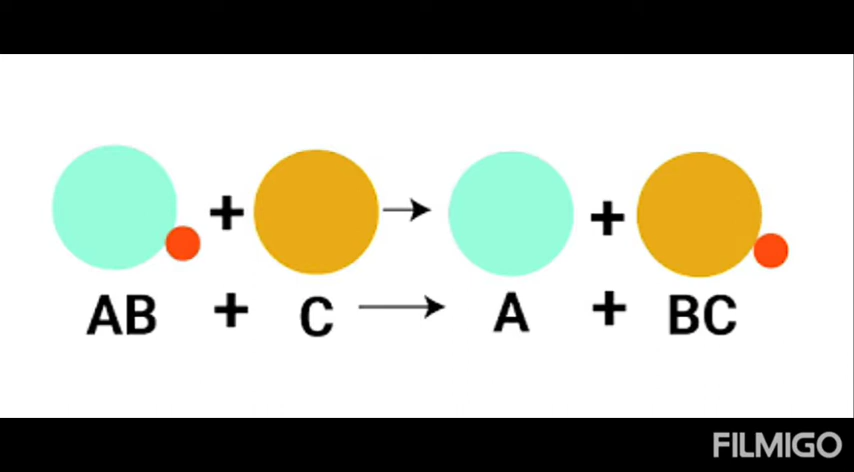 AB + C → A + BC
FILMIGO